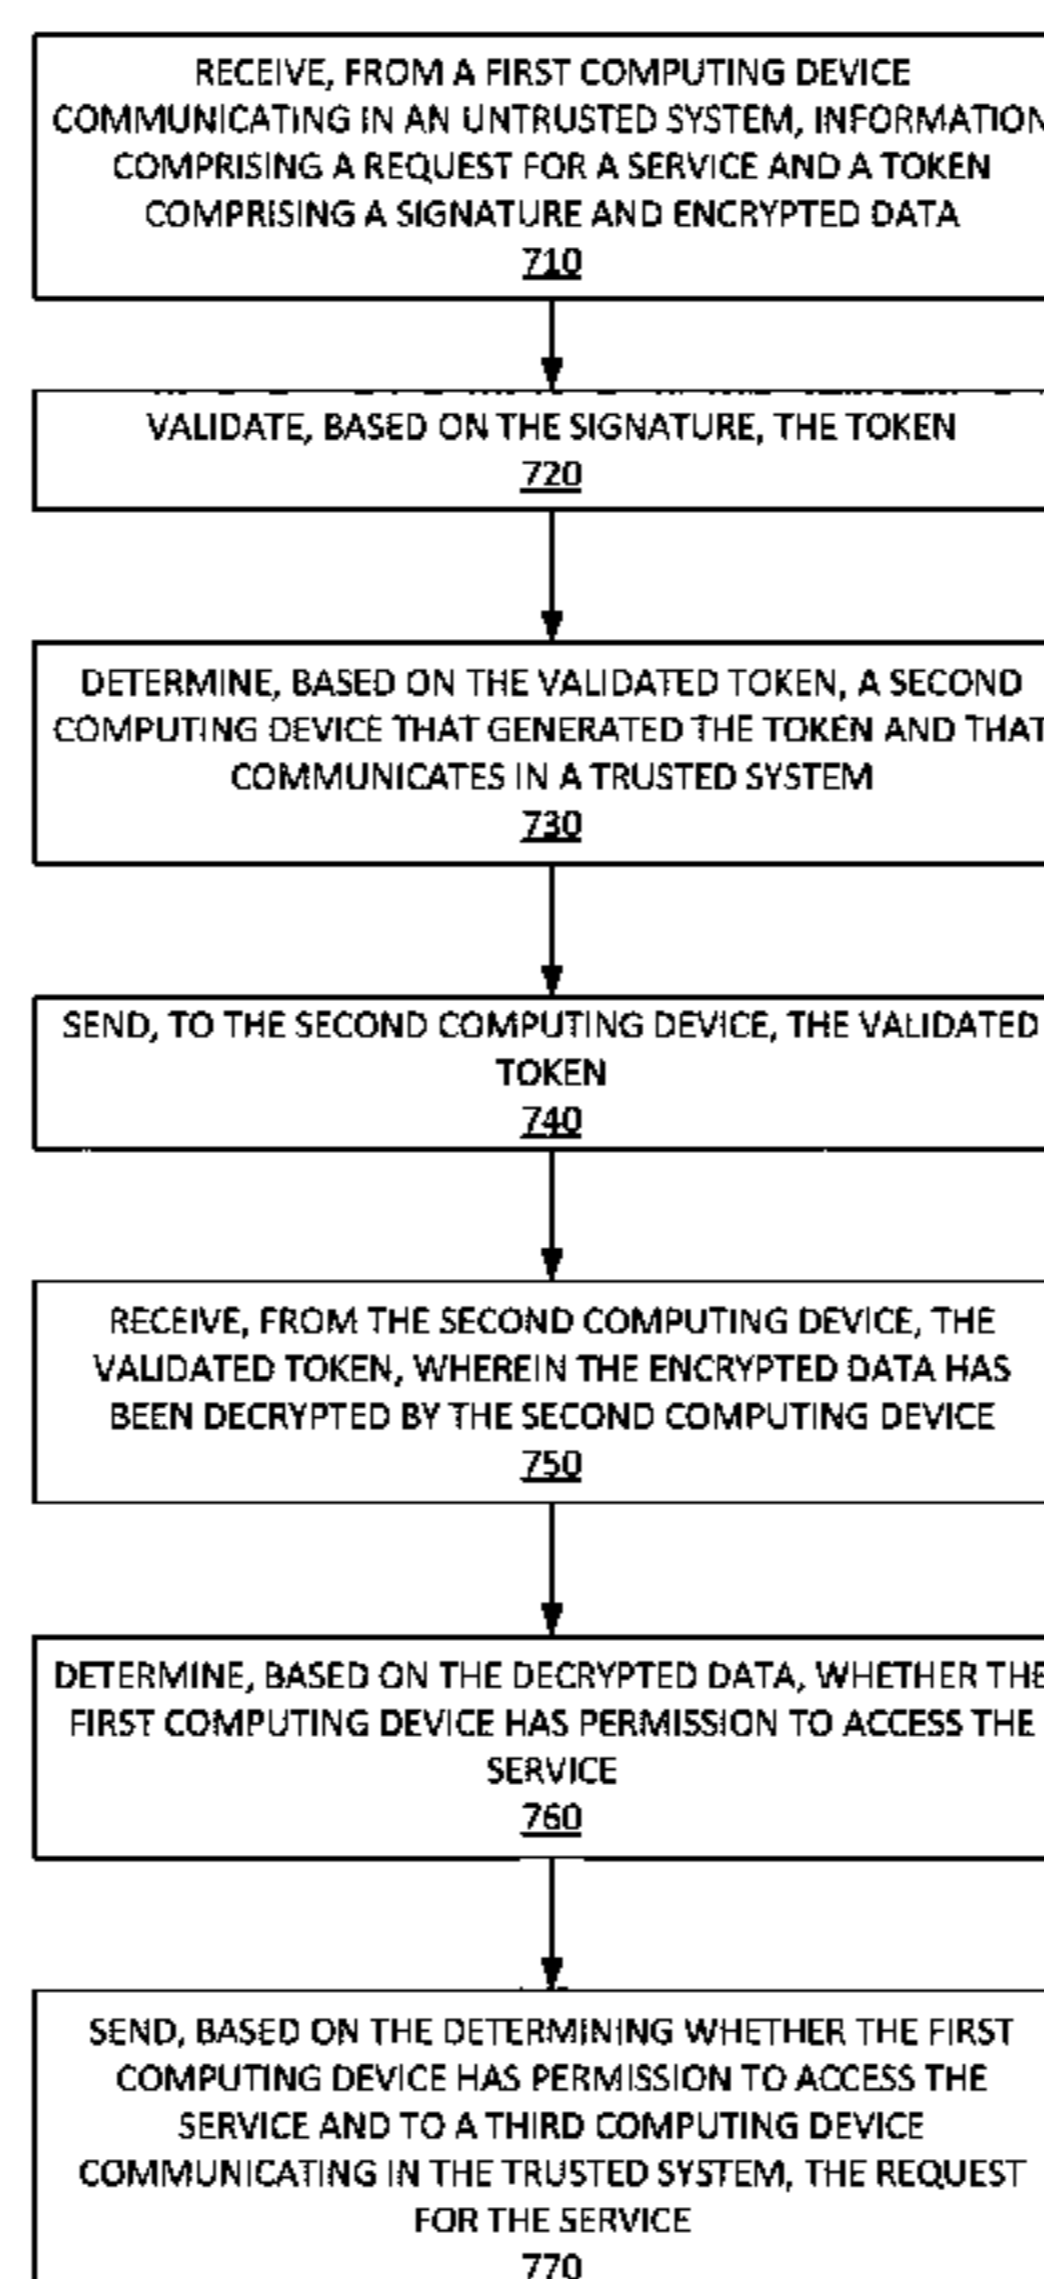 RECEIVE, FROM A FIRST COMPUTING DEVICE
COMMUNICATING IN AN UNTRUSTED SYSTEM, INFORMATION
COMPRISING A REQUEST FOR A SERVICE AND A TOKEN
COMPRISING A SIGNATURE AND ENCRYPTED DATA
710
VALIDATE, BASED ON THE SIGNATURE, THE TOKEN
720
DETERMINE, BASED ON THE VALIDATED TOKEN, A SECOND
COMPUTING DEVICE THAT GENERATED THE TOKEN AND THAT
COMMUNICATES IN A TRUSTED SYSTEM
730
SEND, TO THE SECOND COMPUTING DEVICE, THE VALIDATED
TOKEN
740
RECEIVE, FROM THE SECOND COMPUTING DEVICE, THE
VALIDATED TOKEN, WHEREIN THE ENCRYPTED DATA HAS
BEEN DECRYPTED BY THE SECOND COMPUTING DEVICE
750
DETERMINE, BASED ON THE DECRYPTED DATA, WHETHER THE
FIRST COMPUTING DEVICE HAS PERMISSION TO ACCESS THE
SERVICE
760
SEND, BASED ON THE DETERMINING WHETHER THE FIRST
COMPUTING DEVICE HAS PERMISSION TO ACCESS THE
SERVICE AND TO A THIRD COMPUTING DEVICE
COMMUNICATING IN THE TRUSTED SYSTEM, THE REQUEST
FOR THE SERVICE
770